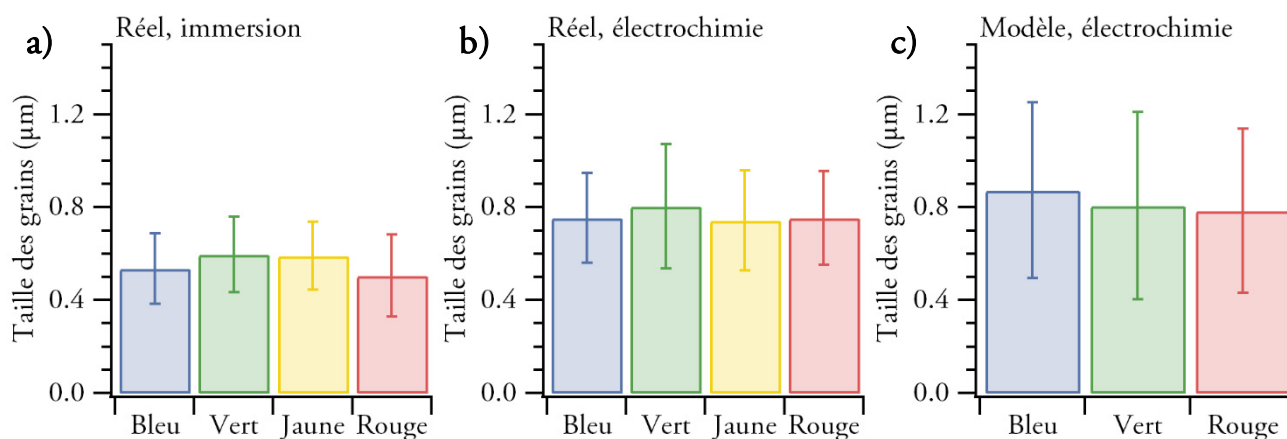 a)
Réel, immersion
Taille des grains (µm)
1.2
0.8
0.4
0.0
Bleu Vert Jaune Rouge
b)
Réel, électrochimie
Taille des grains (µm)
1.2
0.8
0.4
0.0
Bleu Vert Jaune Rouge
c)
Modèle, électrochimie
Taille des grains (µm)
1.2
0.8
0.4
0.0
Bleu Vert Rouge